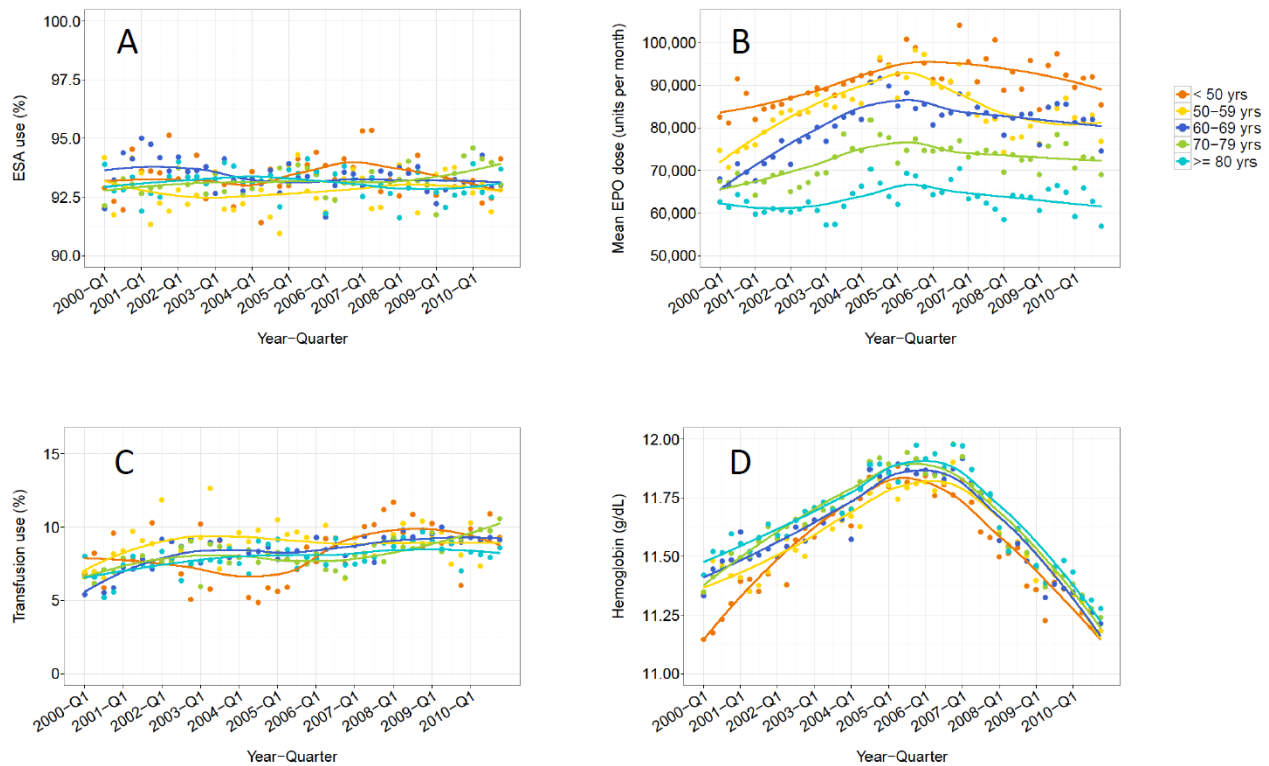 A
ESA use (%)
100.0
97.5
95.0
92.5
90.0
2000−Q1
2001−Q1
2002−Q1
2003−Q1
2004−Q1
2005−Q1
2006−Q1
2007−Q1
2008−Q1
2009−Q1
2010−Q1
Year−Quarter
B
Mean EPO dose (units per month)
100,000
90,000
80,000
70,000
60,000
50,000
2000−Q1
2001−Q1
2002−Q1
2003−Q1
2004−Q1
2005−Q1
2006−Q1
2007−Q1
2008−Q1
2009−Q1
2010−Q1
Year−Quarter
< 50 yrs
50−59 yrs
60−69 yrs
70−79 yrs
>= 80 yrs
C
Transfusion use (%)
15
10
5
0
2000−Q1
2001−Q1
2002−Q1
2003−Q1
2004−Q1
2005−Q1
2006−Q1
2007−Q1
2008−Q1
2009−Q1
2010−Q1
Year−Quarter
D
Hemoglobin (g/dL)
12.00
11.75
11.50
11.25
11.00
2000−Q1
2001−Q1
2002−Q1
2003−Q1
2004−Q1
2005−Q1
2006−Q1
2007−Q1
2008−Q1
2009−Q1
2010−Q1
Year−Quarter